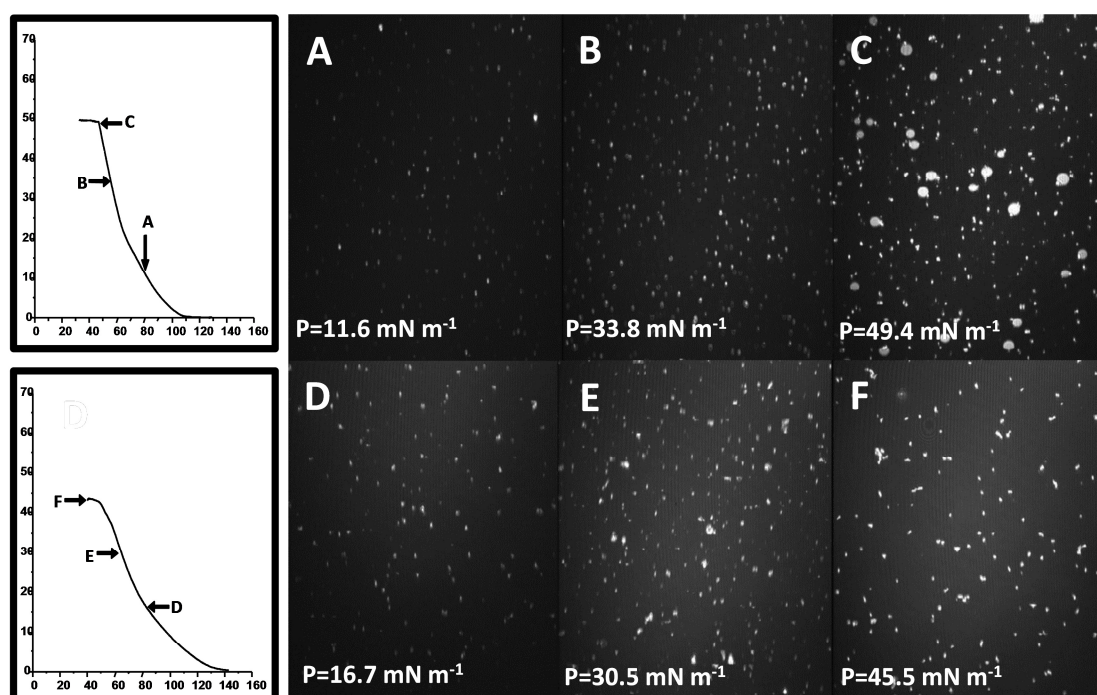 70
60
50
40
30
20
10
0
C
B
A
0 20 40 60 80 100 120 140 160
A
P=11.6 mN m-1
B
P=33.8 mN m-1
C
P=49.4 mN m-1
D
70
60
50
40
30
20
10
0
F
E
D
0 20 40 60 80 100 120 140 160
D
P=16.7 mN m-1
E
P=30.5 mN m-1
F
P=45.5 mN m-1